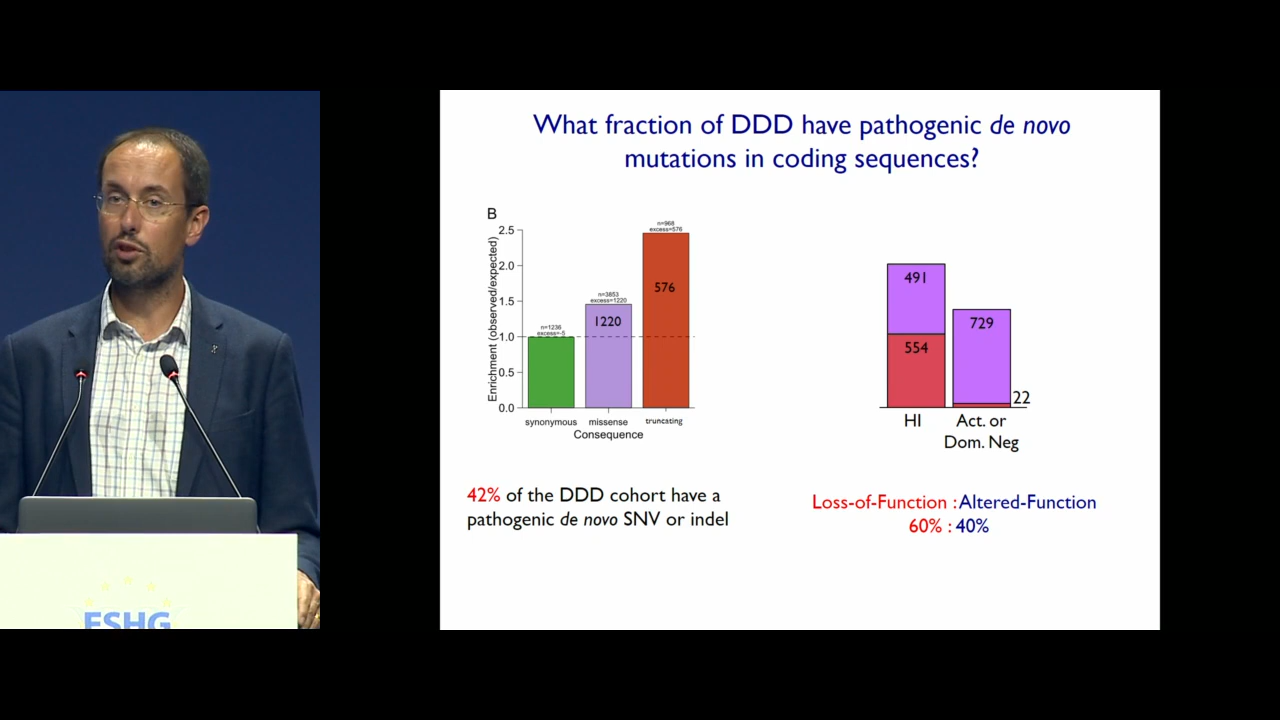 What fraction of DDD have pathogenic de novo
mutations in coding sequences?
B
Enrichment (observed/expected)
2.5
2.0
1.5
1.0
0.5
0.0
n=1236
excess=-5
n=3853
excess=1220
1220
n=968
excess=576
576
synonymous missense truncating
Consequence
491
554
729
22
HI
Act. or
Dom. Neg
42% of the DDD cohort have a
pathogenic de novo SNV or indel
Loss-of-Function : Altered-Function
60% : 40%
ESHG